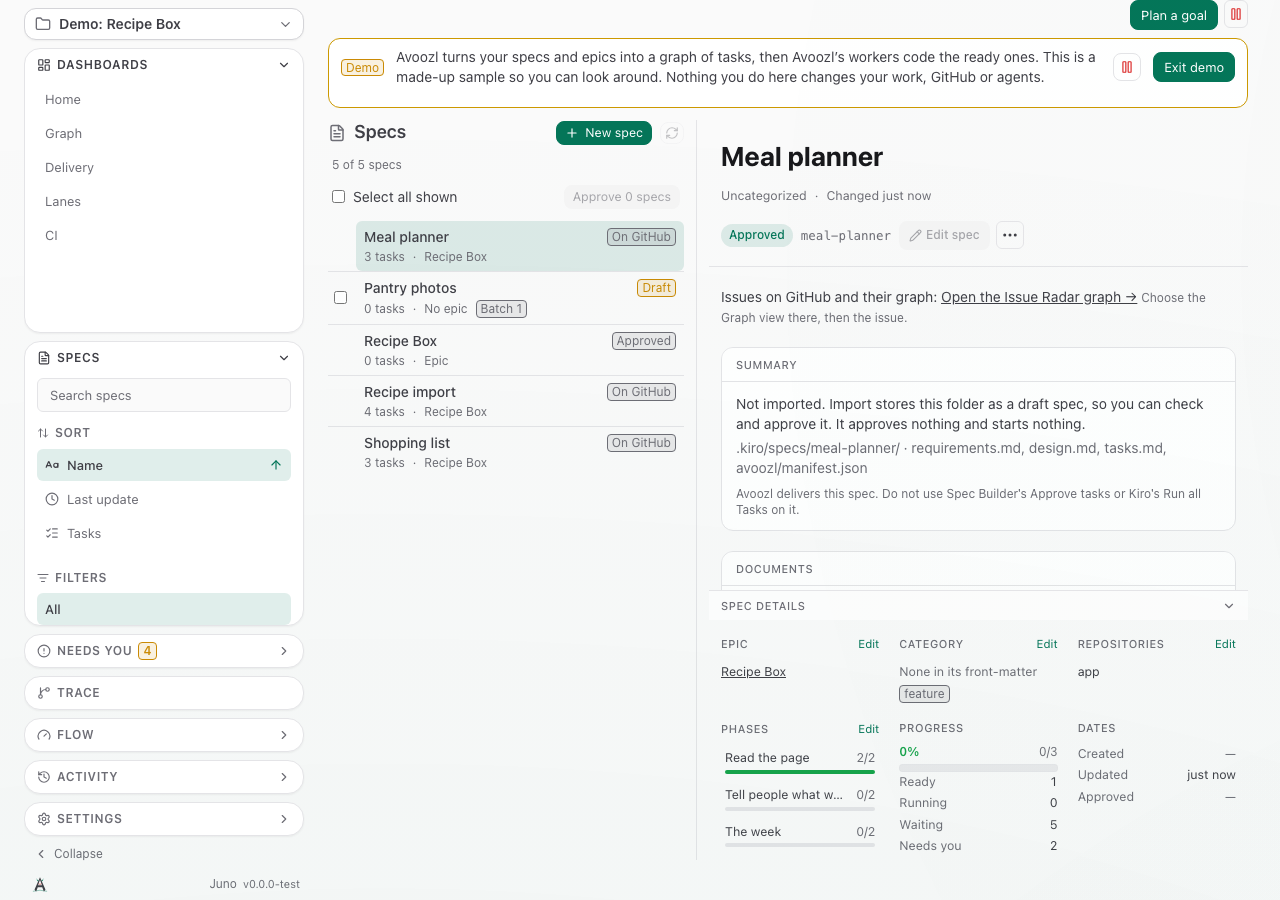 Demo: Recipe Box
DASHBOARDS
Home
Graph
Delivery
Lanes
CI
SPECS
Search specs
SORT
Aa Name
Last update
Tasks
FILTERS
All
NEEDS YOU 4
TRACE
FLOW
ACTIVITY
SETTINGS
Collapse
Juno v0.0.0-test
Plan a goal
Demo
Avoozl turns your specs and epics into a graph of tasks, then Avoozl's workers code the ready ones. This is a
made-up sample so you can look around. Nothing you do here changes your work, GitHub or agents.
Exit demo
Specs
New spec
5 of 5 specs
Select all shown
Approve 0 specs
Meal planner On GitHub
3 tasks · Recipe Box
Pantry photos Draft
0 tasks · No epic Batch 1
Recipe Box Approved
0 tasks · Epic
Recipe import On GitHub
4 tasks · Recipe Box
Shopping list On GitHub
3 tasks · Recipe Box
Meal planner
Uncategorized · Changed just now
Approved meal-planner Edit spec
Issues on GitHub and their graph: Open the Issue Radar graph → Choose the
Graph view there, then the issue.
SUMMARY
Not imported. Import stores this folder as a draft spec, so you can check
and approve it. It approves nothing and starts nothing.
.kiro/specs/meal-planner/ · requirements.md, design.md, tasks.md,
avoozl/manifest.json
Avoozl delivers this spec. Do not use Spec Builder's Approve tasks or Kiro's Run all
Tasks on it.
DOCUMENTS
SPEC DETAILS
EPIC Edit
Recipe Box
CATEGORY Edit
None in its front-matter
feature
REPOSITORIES Edit
app
PHASES Edit
Read the page 2/2
Tell people what w... 0/2
The week 0/2
PROGRESS
0% 0/3
Ready 1
Running 0
Waiting 5
Needs you 2
DATES
Created —
Updated just now
Approved —